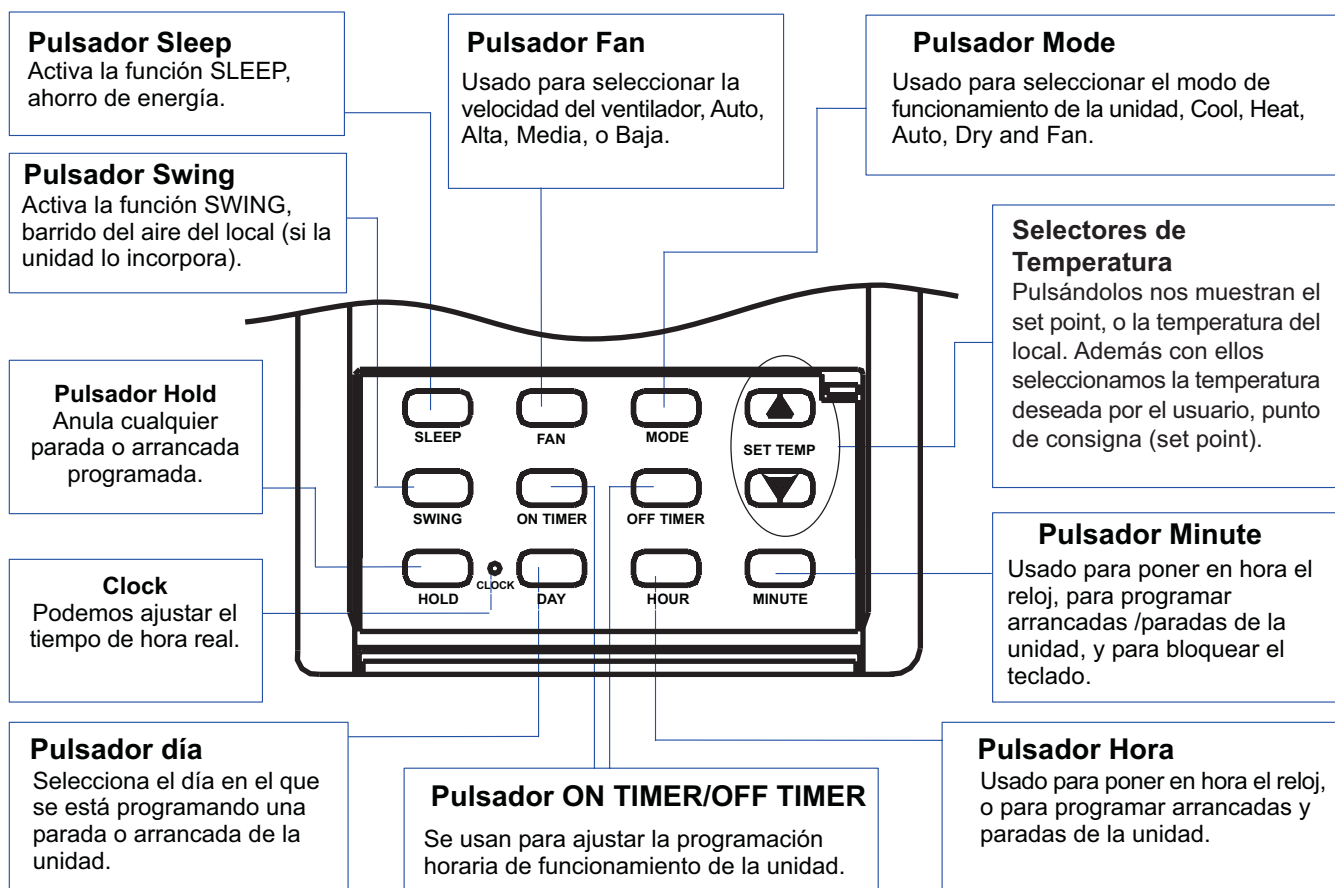 Pulsador Sleep
Activa la función SLEEP,
ahorro de energía.
Pulsador Fan
Usado para seleccionar la
velocidad del ventilador, Auto,
Alta, Media, o Baja.
Pulsador Mode
Usado para seleccionar el modo de
funcionamiento de la unidad, Cool, Heat,
Auto, Dry and Fan.
Pulsador Swing
Activa la función SWING,
barrido del aire del local (si la
unidad lo incorpora).
Selectores de
Temperatura
Pulsándolos nos muestran el
set point, o la temperatura del
local. Además con ellos
seleccionamos la temperatura
deseada por el usuario, punto
de consigna (set point).
Pulsador Hold
Anula cualquier
parada o arrancada
programada.
SLEEP
FAN
MODE
SET TEMP
SWING
ON TIMER
OFF TIMER
HOLD
CLOCK
DAY
HOUR
MINUTE
Clock
Podemos ajustar el
tiempo de hora real.
Pulsador Minute
Usado para poner en hora el
reloj, para programar
arrancadas /paradas de la
unidad, y para bloquear el
teclado.
Pulsador día
Selecciona el día en el que
se está programando una
parada o arrancada de la
unidad.
Pulsador ON TIMER/OFF TIMER
Se usan para ajustar la programación
horaria de funcionamiento de la unidad.
Pulsador Hora
Usado para poner en hora el reloj,
o para programar arrancadas y
paradas de la unidad.